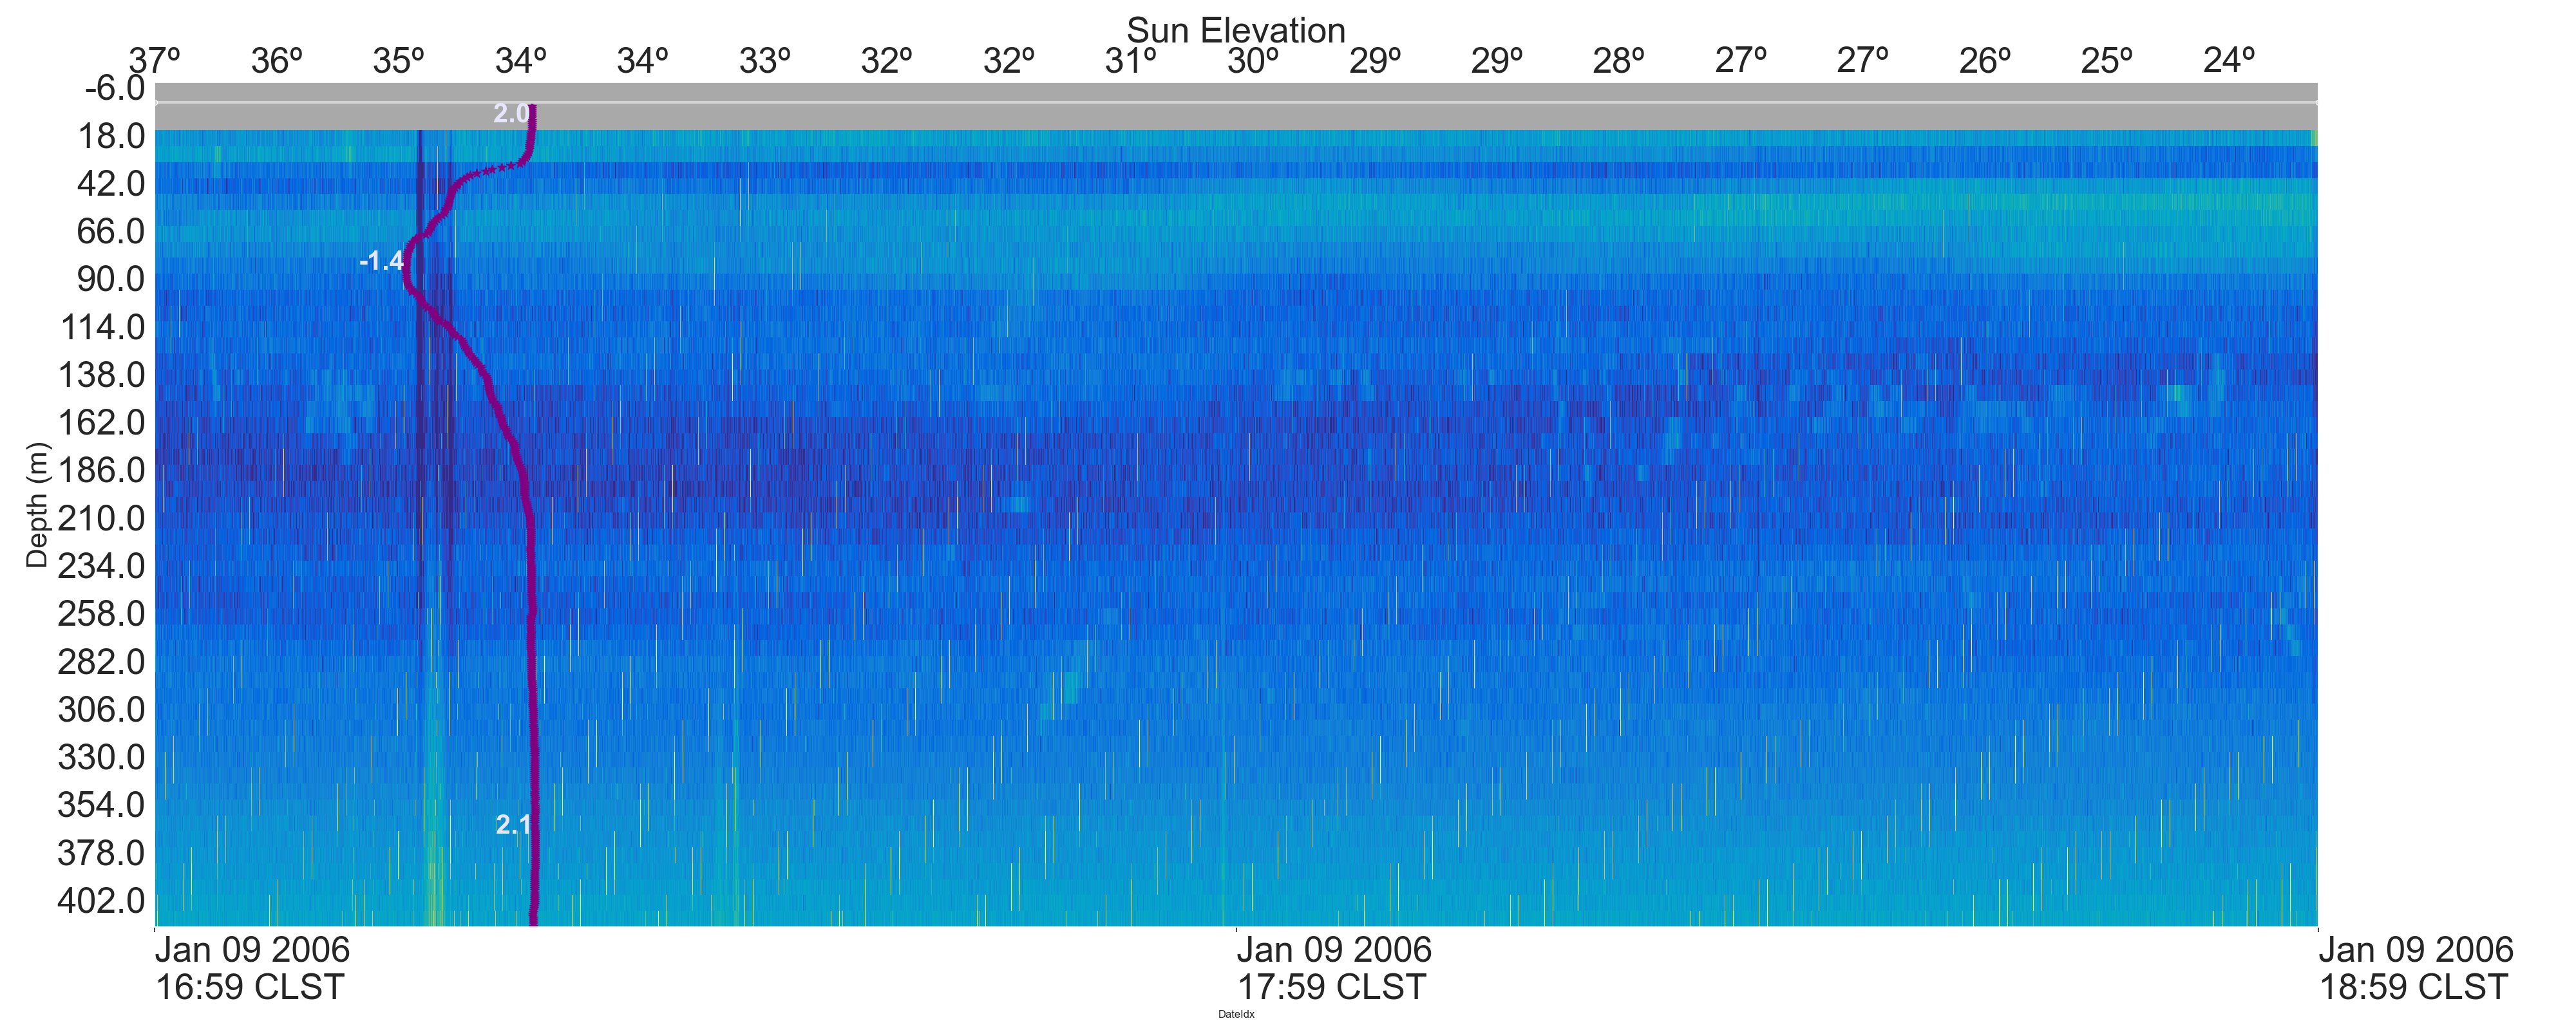 Sun Elevation
37º 36º 35º 34º 34º 33º 32º 32º 31º 30º 29º 29º 28º 27º 27º 26º 25º 24º
-6.0
18.0
42.0
66.0
90.0
114.0
138.0
162.0
186.0
210.0
234.0
258.0
282.0
306.0
330.0
354.0
378.0
402.0
Depth (m)
2.0
-1.4
2.1
Jan 09 2006
16:59 CLST
Jan 09 2006
17:59 CLST
Jan 09 2006
18:59 CLST
DateIdx